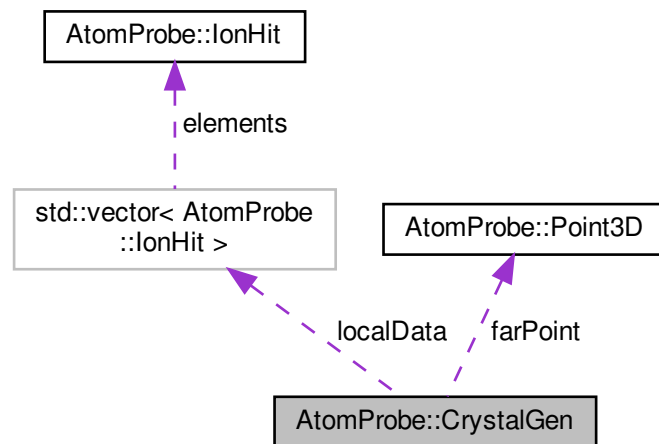 AtomProbe::IonHit
elements
std::vector< AtomProbe
::IonHit >
AtomProbe::Point3D
localData
farPoint
AtomProbe::CrystalGen